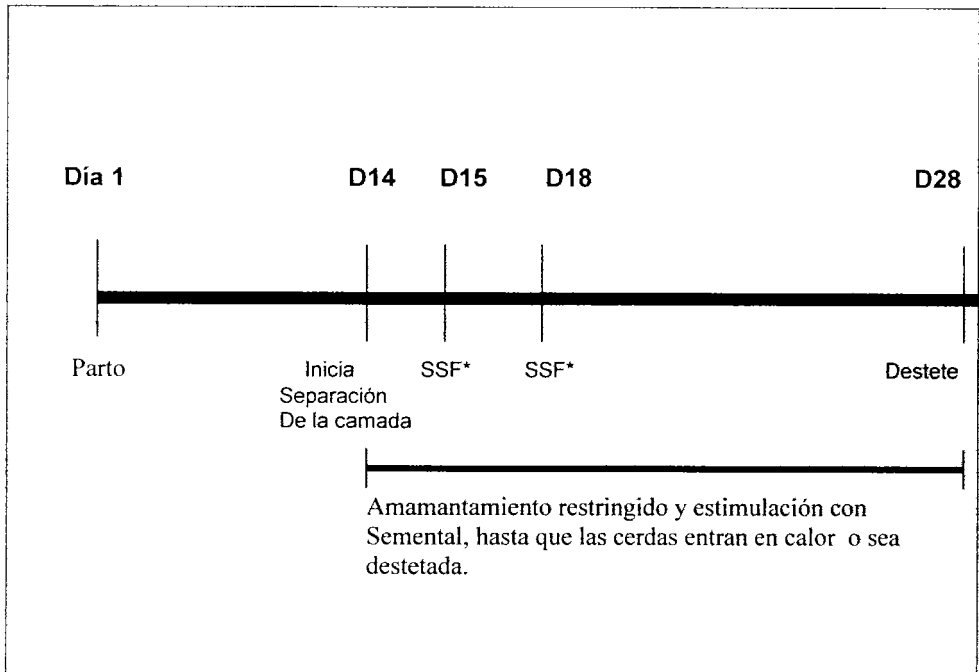 Día 1 D14 D15 D18 D28
Parto Inicia SSF* SSF* Destete
Separación
De la camada
Amamantamiento restringido y estimulación con
Semental, hasta que las cerdas entran en calor o sea
destetada.